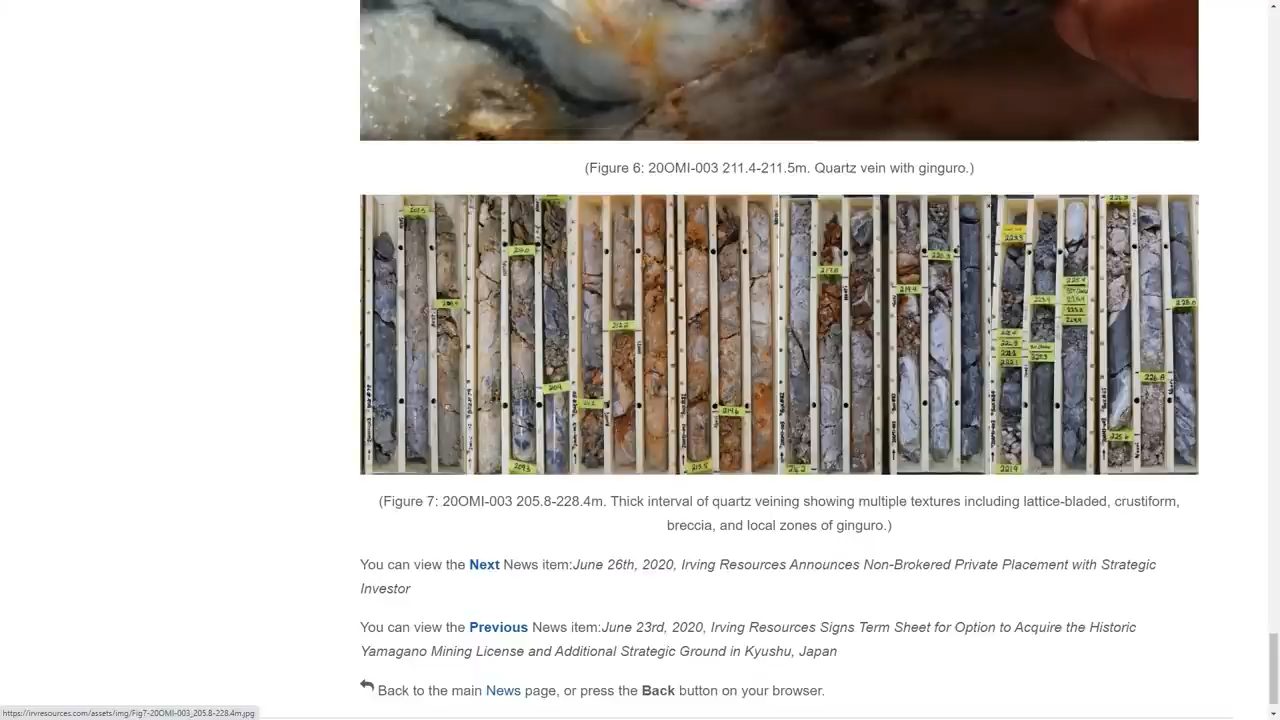 (Figure 6: 20OMI-003 211.4-211.5m. Quartz vein with ginguro.)
(Figure 7: 20OMI-003 205.8-228.4m. Thick interval of quartz veining showing multiple textures including lattice-bladed, crustiform,
breccia, and local zones of ginguro.)
You can view the Next News item:June 26th, 2020, Irving Resources Announces Non-Brokered Private Placement with Strategic
Investor
You can view the Previous News item:June 23rd, 2020, Irving Resources Signs Term Sheet for Option to Acquire the Historic
Yamagano Mining License and Additional Strategic Ground in Kyushu, Japan
Back to the main News page, or press the Back button on your browser.
https://irvresources.com/assets/img/Fig7-20OMI-003_205.8-228.4m.jpg